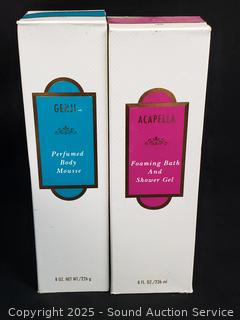 GENJI™
Perfumed
Body
Mousse
8 OZ. NET WT./226 g
ACAPELLA
Foaming Bath
And
Shower Gel
8 FL. OZ./236 ml
Copyright 2025 - Sound Auction Service